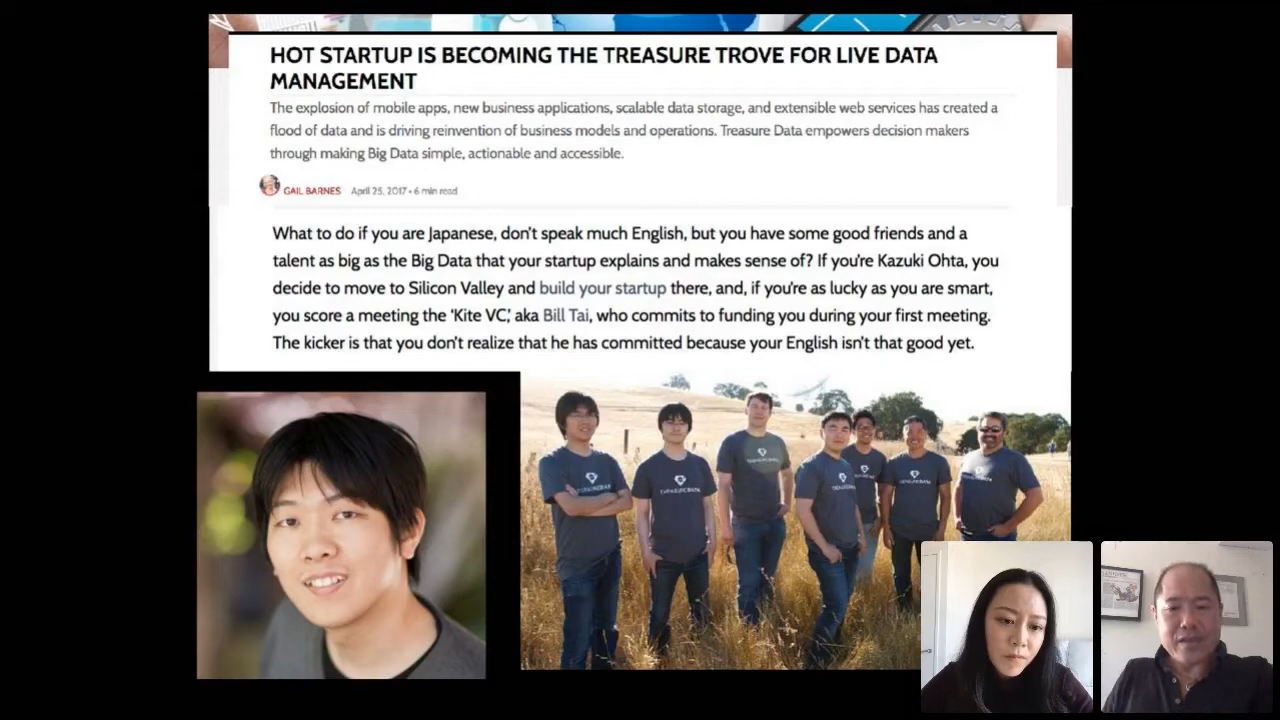 HOT STARTUP IS BECOMING THE TREASURE TROVE FOR LIVE DATA
MANAGEMENT
The explosion of mobile apps, new business applications, scalable data storage, and extensible web services has created a
flood of data and is driving reinvention of business models and operations. Treasure Data empowers decision makers
through making Big Data simple, actionable and accessible.
GAIL BARNES April 25, 2017 • 6 min read
What to do if you are Japanese, don't speak much English, but you have some good friends and a
talent as big as the Big Data that your startup explains and makes sense of? If you're Kazuki Ohta, you
decide to move to Silicon Valley and build your startup there, and, if you're as lucky as you are smart,
you score a meeting the 'Kite VC,' aka Bill Tai, who commits to funding you during your first meeting.
The kicker is that you don't realize that he has committed because your English isn't that good yet.